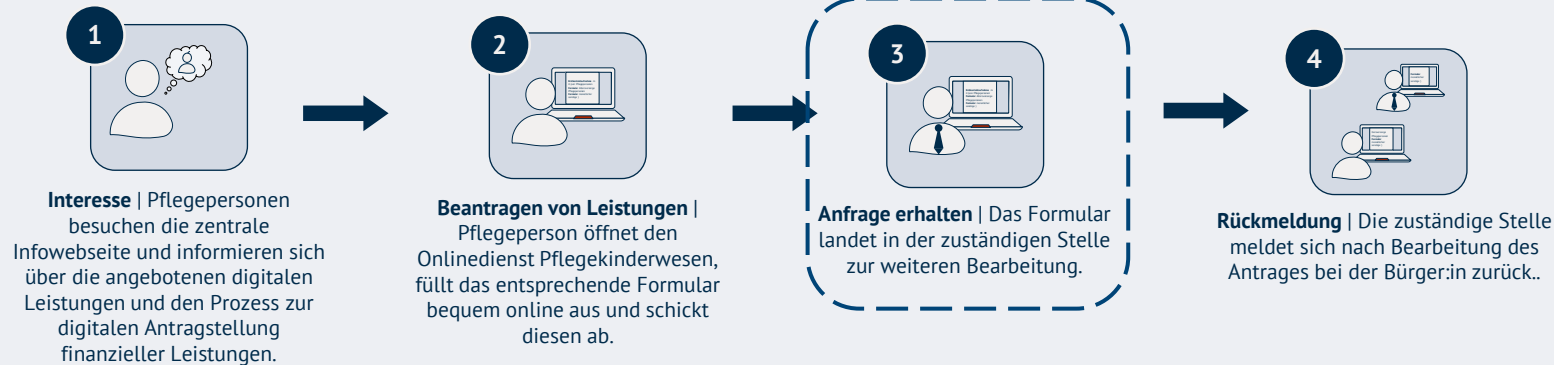 1
Interesse | Pflegepersonen
besuchen die zentrale
Infowebseite und informieren sich
über die angebotenen digitalen
Leistungen und den Prozess zur
digitalen Antragstellung
finanzieller Leistungen.
2
Beantragen von Leistungen |
Pflegeperson öffnet den
Onlinedienst Pflegekinderwesen,
füllt das entsprechende Formular
bequem online aus und schickt
diesen ab.
3
Anfrage erhalten | Das Formular
landet in der zuständigen Stelle
zur weiteren Bearbeitung.
4
Rückmeldung | Die zuständige Stelle
meldet sich nach Bearbeitung des
Antrages bei der Bürger:in zurück..